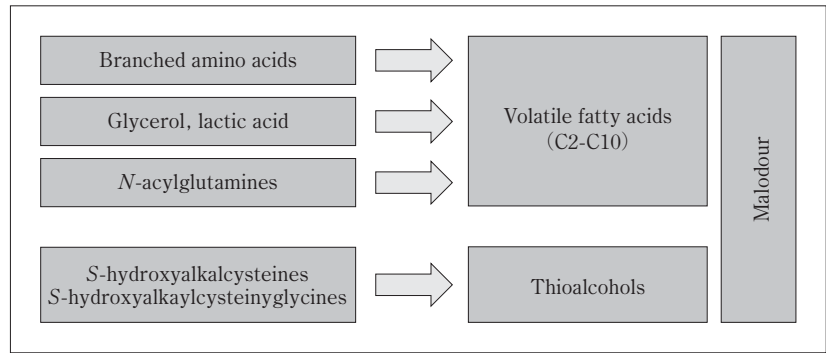 Branched amino acids
Glycerol, lactic acid
N-acylglutamines
S-hydroxyalkalcysteines
S-hydroxyalkaylcysteinyglycines
Volatile fatty acids
(C2-C10)
Thioalcohols
Malodour